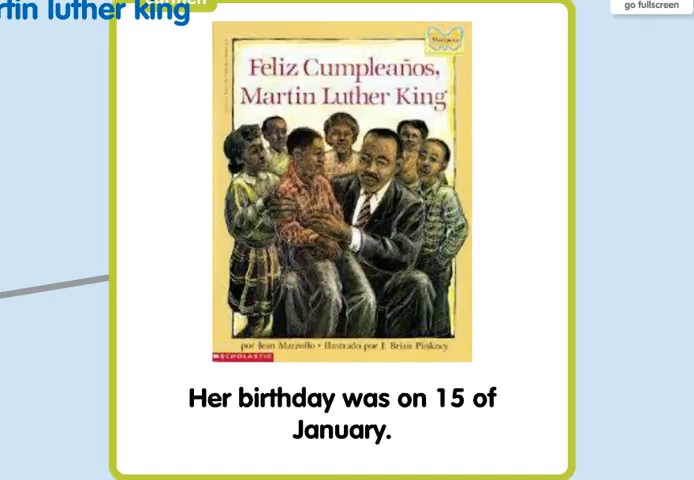 rtin luther king
go fullscreen
Feliz Cumpleaños,
Martin Luther King
por Jean Marzollo • Ilustrado por J. Brian Pinkney
SCHOLASTIC
Her birthday was on 15 of
January.